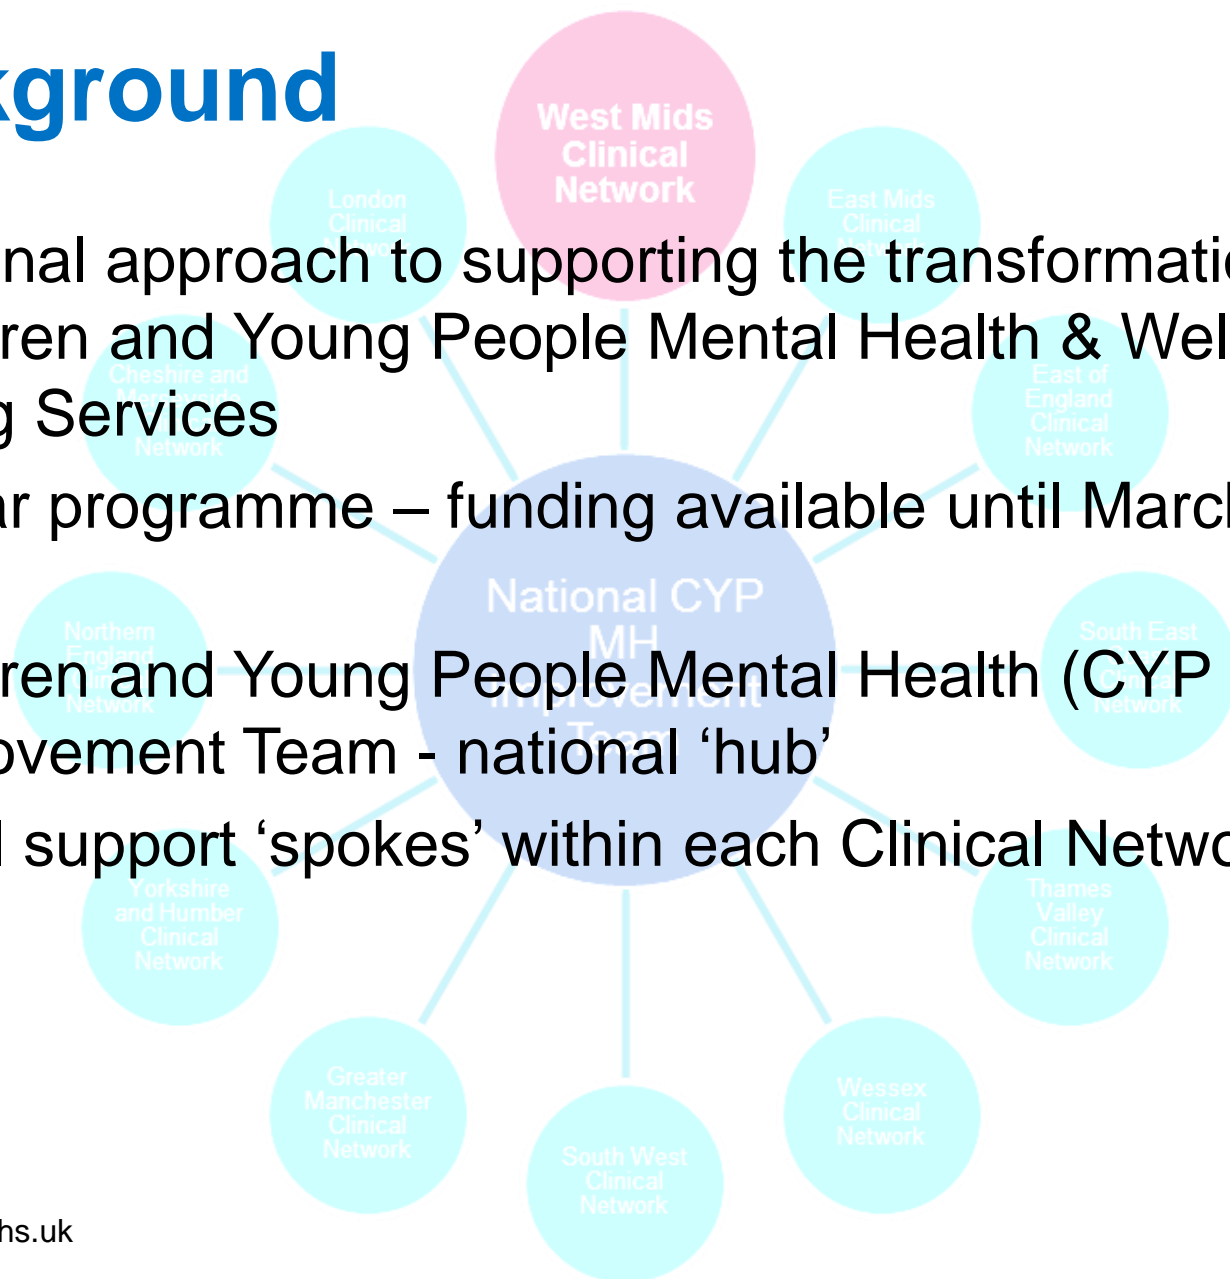 kground
West Mids
Clinical
Network
London
Clinical
East Mids
Clinical
nal approach to supporting the transformati
ren and Young People Mental Health & Wel
g Services
Cheshire and
Network
East of
England
Clinical
Network
ar programme – funding available until Marc
National CYP
MH
Improvement
Team
Northern
England
Network
South East
Network
ren and Young People Mental Health (CYP
ovement Team - national ‘hub’
l support ‘spokes’ within each Clinical Netwo
Yorkshire
and Humber
Clinical
Network
Thames
Valley
Clinical
Network
Greater
Manchester
Clinical
Network
Wessex
Clinical
Network
South West
Clinical
Network
hs.uk